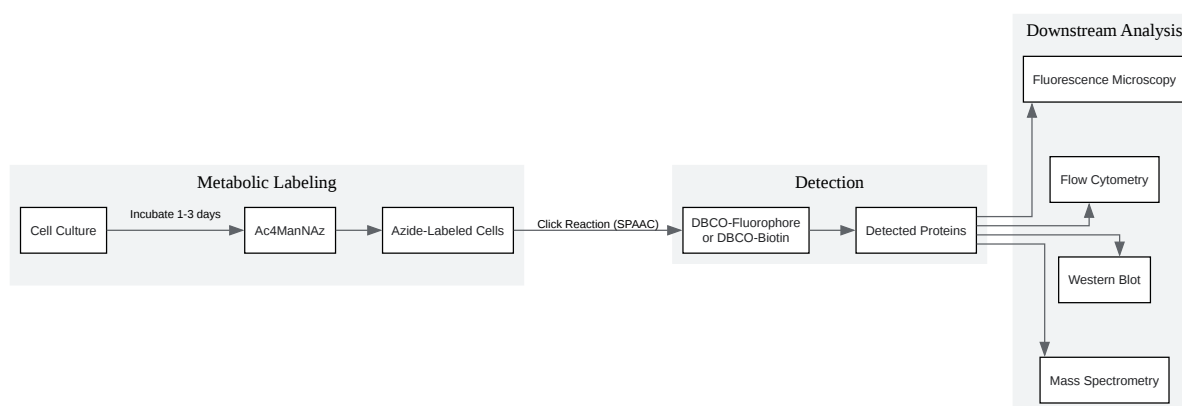 Metabolic Labeling
Cell Culture
Incubate 1-3 days
Ac4ManNAz
Azide-Labeled Cells
Click Reaction (SPAAC)
Detection
DBCO-Fluorophore
or DBCO-Biotin
Detected Proteins
Downstream Analysis
Fluorescence Microscopy
Flow Cytometry
Western Blot
Mass Spectrometry